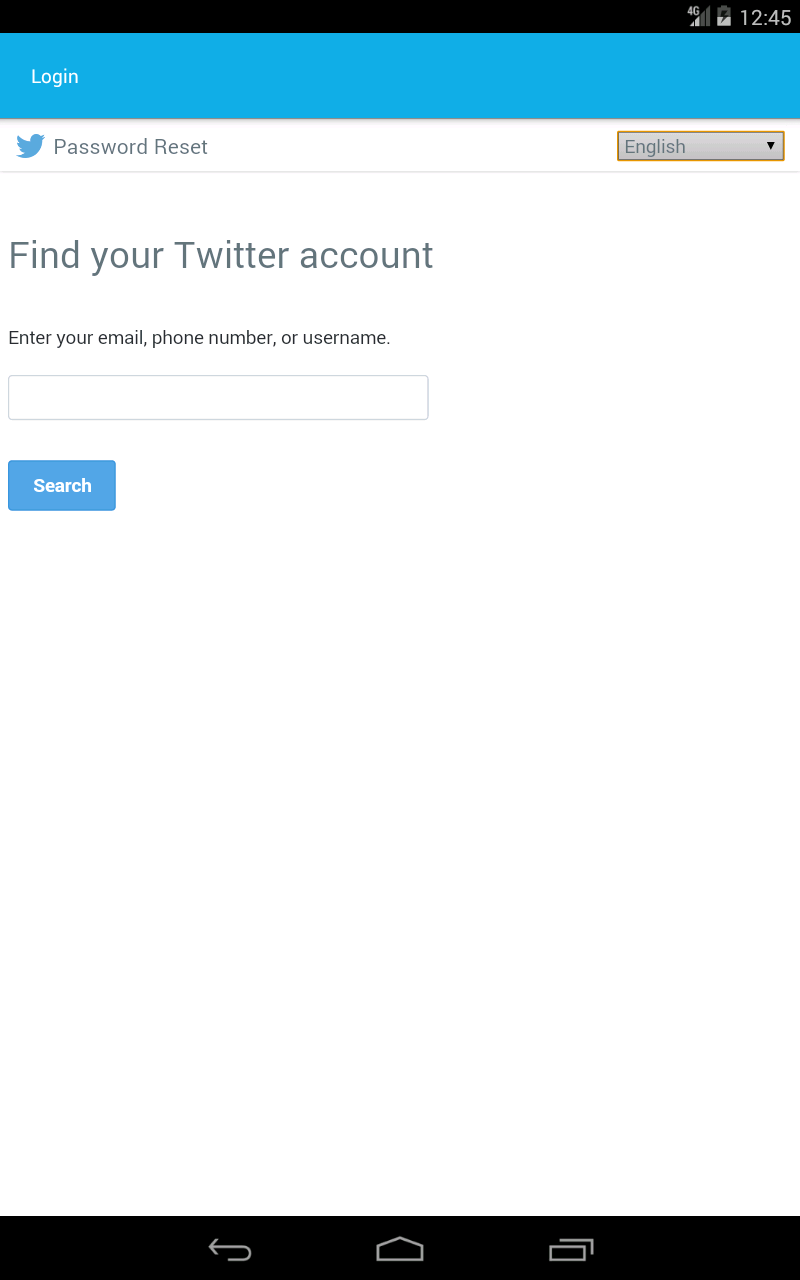 4G 12:45
Login
Password Reset
English
Find your Twitter account
Enter your email, phone number, or username.
Search